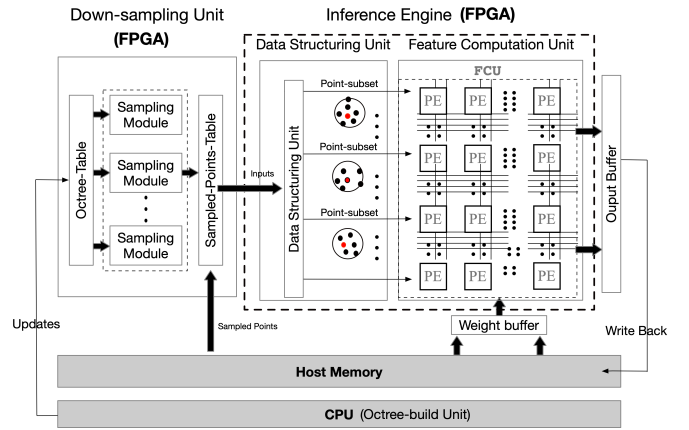 Down-sampling Unit
(FPGA)
Inference Engine (FPGA)
Data Structuring Unit
Feature Computation Unit
Octree-Table
Sampling
Module
Sampling
Module
Sampling
Module
Sampled-Points-Table
Inputs
Data Structuring Unit
Point-subset
Point-subset
Point-subset
FCU
PE PE PE
PE PE PE
PE PE PE
PE PE PE
Ouput Buffer
Updates
Sampled Points
Weight buffer
Write Back
Host Memory
CPU (Octree-build Unit)